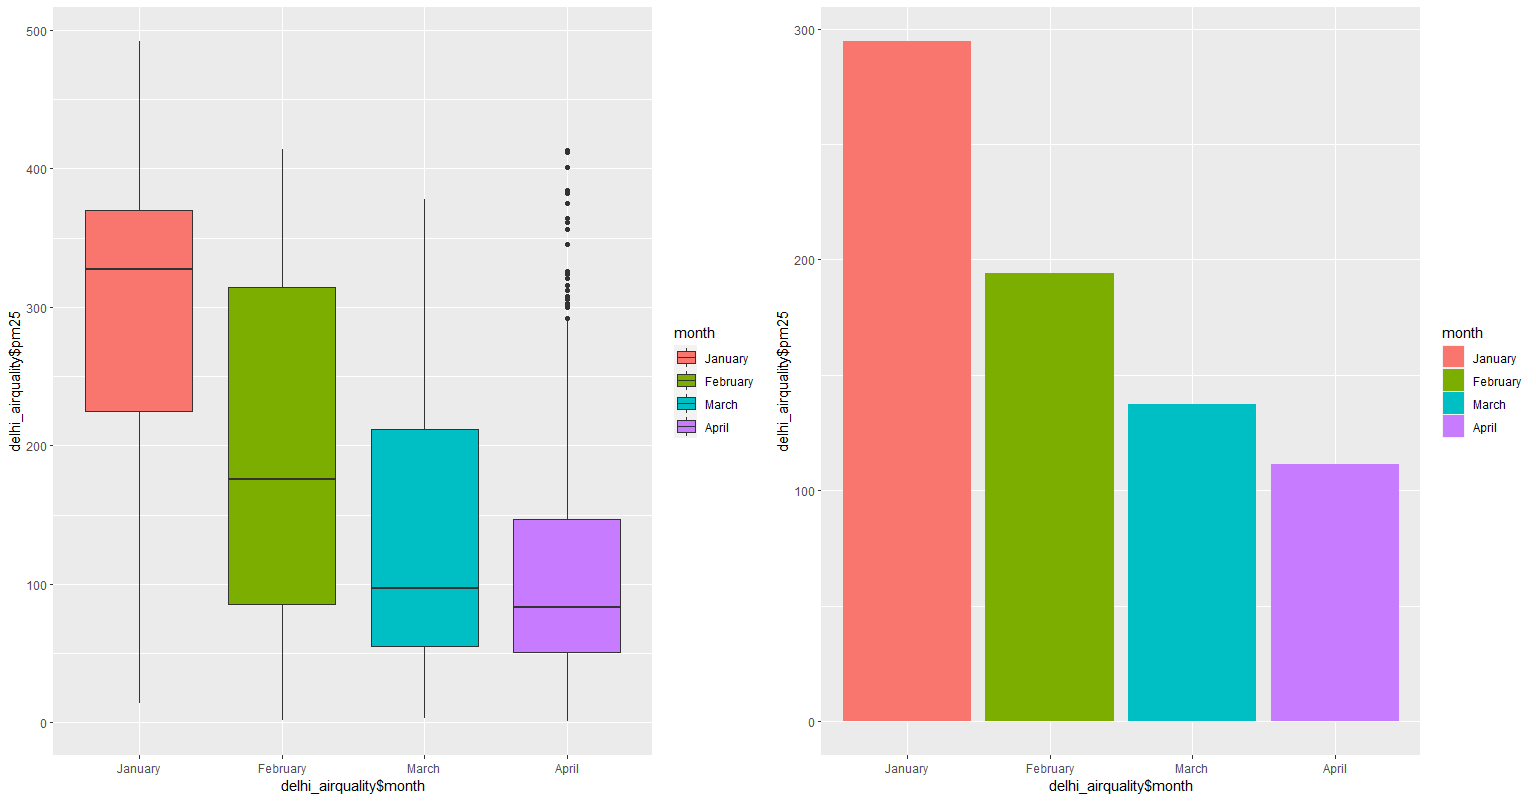 500
400
300
200
100
0
delhi_airquality$pm25
January February March April
delhi_airquality$month
month
January
February
March
April
300
200
100
0
delhi_airquality$pm25
January February March April
delhi_airquality$month
month
January
February
March
April